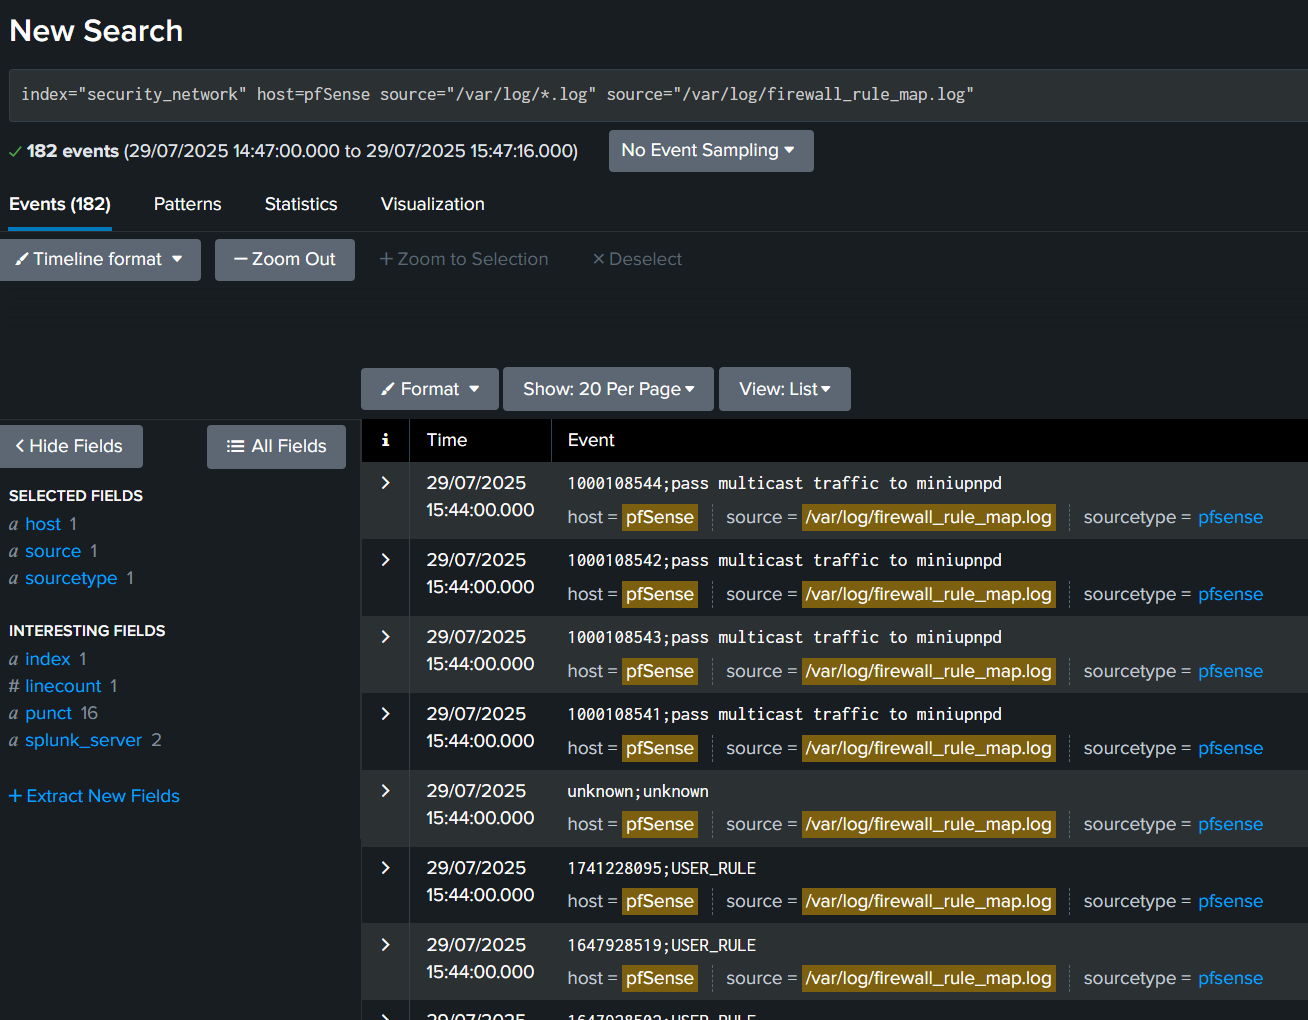 New Search
index="security_network" host=pfSense source="/var/log/*.log" source="/var/log/firewall_rule_map.log"
182 events (29/07/2025 14:47:00.000 to 29/07/2025 15:47:16.000)
No Event Sampling
Events (182)
Patterns
Statistics
Visualization
Timeline format
Zoom Out
+ Zoom to Selection
× Deselect
Format
Show: 20 Per Page
View: List
Hide Fields
All Fields
SELECTED FIELDS
a host 1
a source 1
a sourcetype 1
INTERESTING FIELDS
a index 1
# linecount 1
a punct 16
a splunk_server 2
+ Extract New Fields
i Time Event
29/07/2025 15:44:00.000
1000108544;pass multicast traffic to miniupnpd
host = pfSense source = /var/log/firewall_rule_map.log sourcetype = pfsense
29/07/2025 15:44:00.000
1000108542;pass multicast traffic to miniupnpd
host = pfSense source = /var/log/firewall_rule_map.log sourcetype = pfsense
29/07/2025 15:44:00.000
1000108543;pass multicast traffic to miniupnpd
host = pfSense source = /var/log/firewall_rule_map.log sourcetype = pfsense
29/07/2025 15:44:00.000
1000108541;pass multicast traffic to miniupnpd
host = pfSense source = /var/log/firewall_rule_map.log sourcetype = pfsense
29/07/2025 15:44:00.000
unknown;unknown
host = pfSense source = /var/log/firewall_rule_map.log sourcetype = pfsense
29/07/2025 15:44:00.000
1741228095;USER_RULE
host = pfSense source = /var/log/firewall_rule_map.log sourcetype = pfsense
29/07/2025 15:44:00.000
1647928519;USER_RULE
host = pfSense source = /var/log/firewall_rule_map.log sourcetype = pfsense
29/07/2025